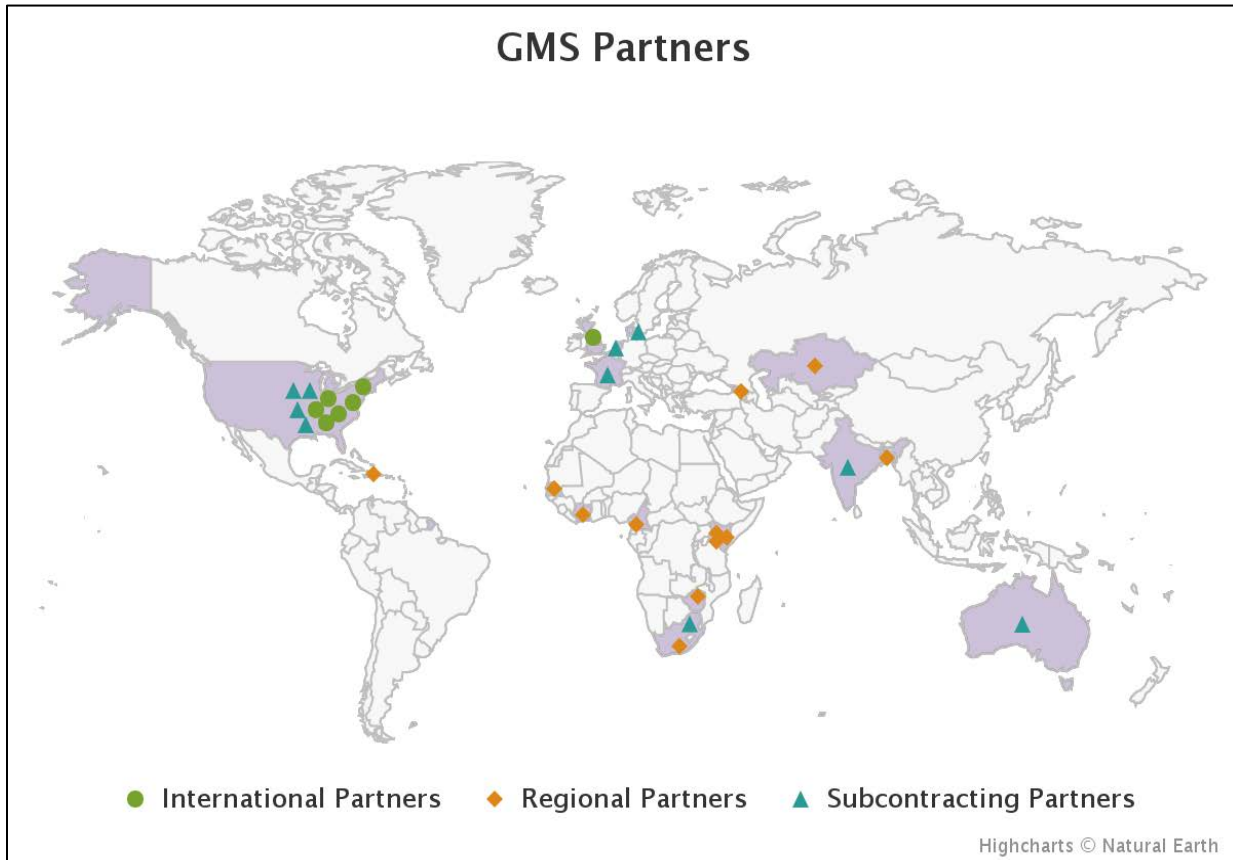 GMS Partners
International Partners
Regional Partners
Subcontracting Partners
Highcharts © Natural Earth